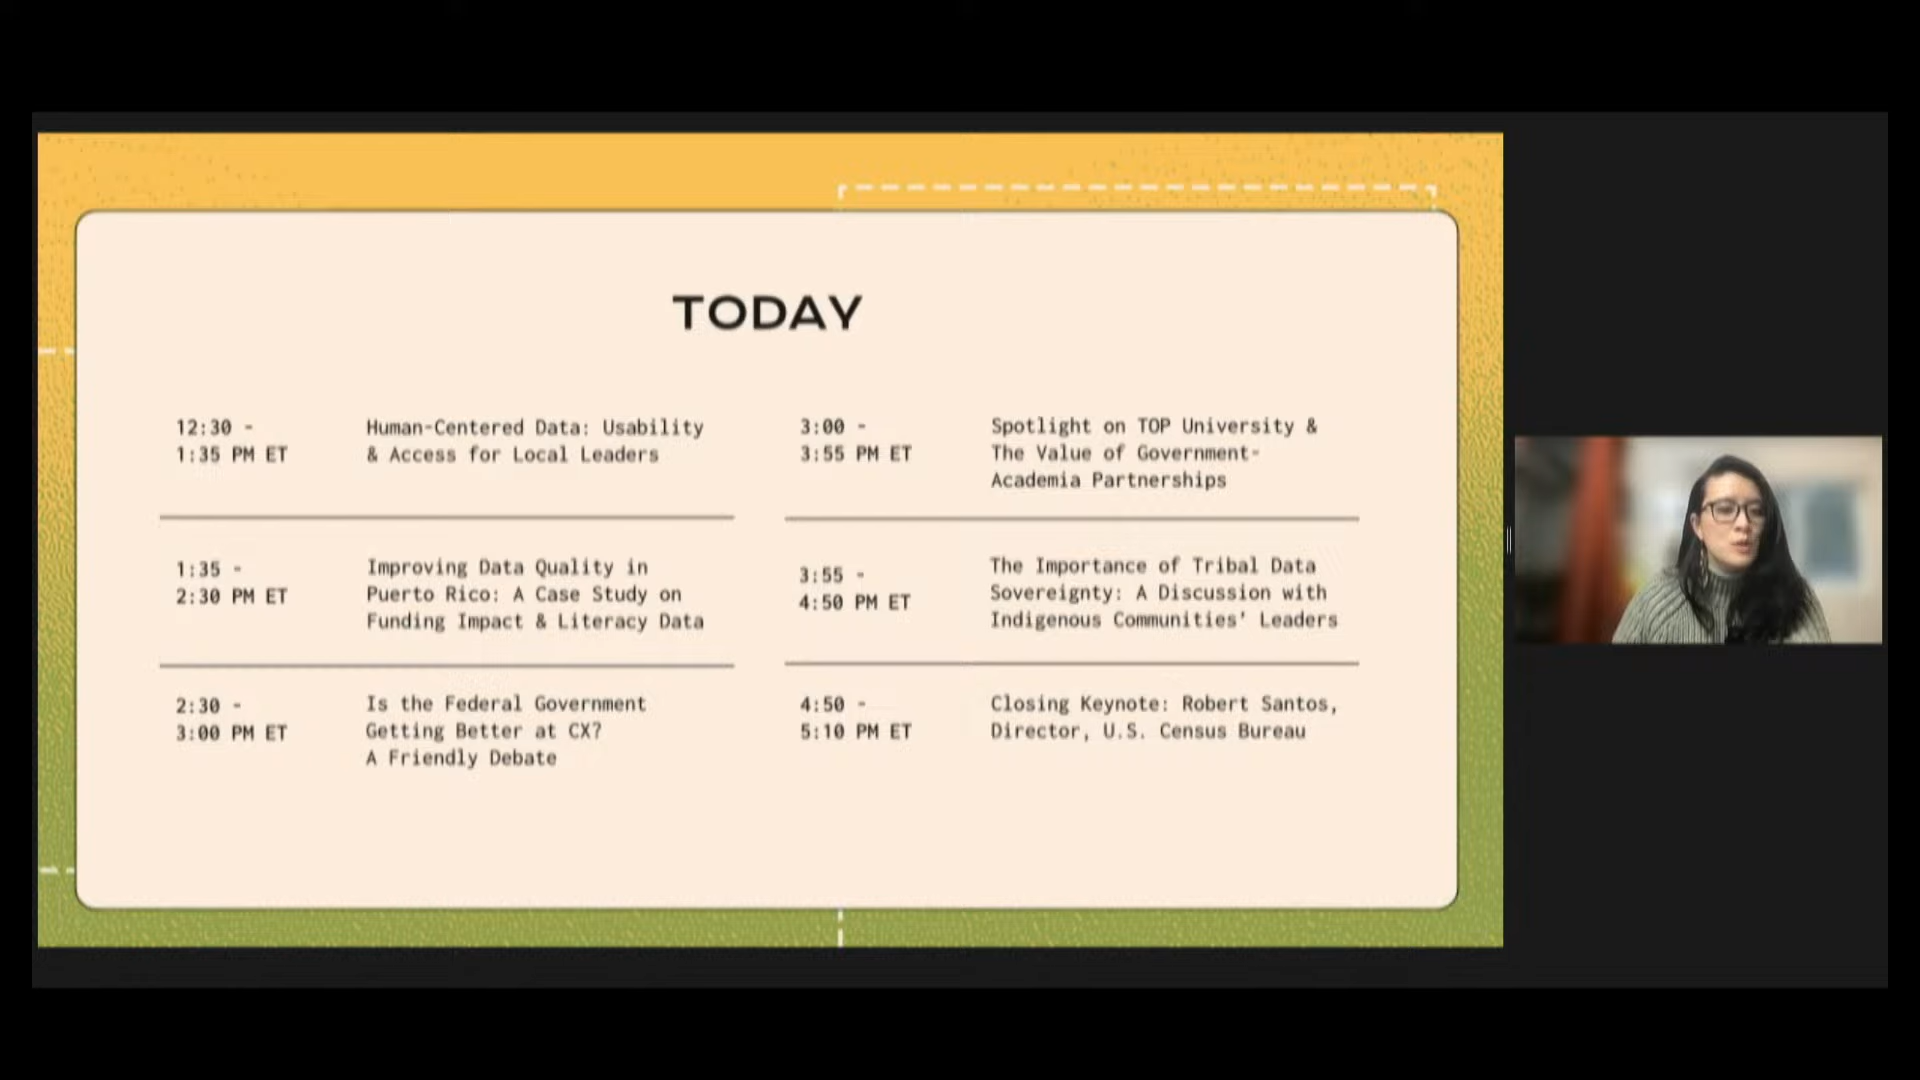 TODAY
12:30 -
1:35 PM ET
Human-Centered Data: Usability
& Access for Local Leaders
1:35 -
2:30 PM ET
Improving Data Quality in
Puerto Rico: A Case Study on
Funding Impact & Literacy Data
2:30 -
3:00 PM ET
Is the Federal Government
Getting Better at CX?
A Friendly Debate
3:00 -
3:55 PM ET
Spotlight on TOP University &
The Value of Government-
Academia Partnerships
3:55 -
4:50 PM ET
The Importance of Tribal Data
Sovereignty: A Discussion with
Indigenous Communities' Leaders
4:50 -
5:10 PM ET
Closing Keynote: Robert Santos,
Director, U.S. Census Bureau